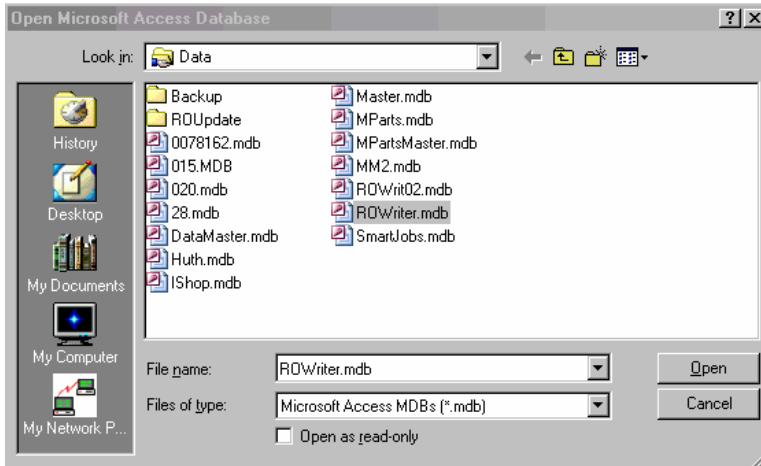 Open Microsoft Access Database
Look in:
Data
History
Desktop
My Documents
My Computer
My Network P...
Backup
ROUpdate
0078162.mdb
015.MDB
020.mdb
28.mdb
DataMaster.mdb
Huth.mdb
IShop.mdb
Master.mdb
MParts.mdb
MPartsMaster.mdb
MM2.mdb
ROWrit02.mdb
ROWriter.mdb
SmartJobs.mdb
File name:
ROWriter.mdb
Open
Files of type:
Microsoft Access MDBs (*.mdb)
Cancel
Open as read-only